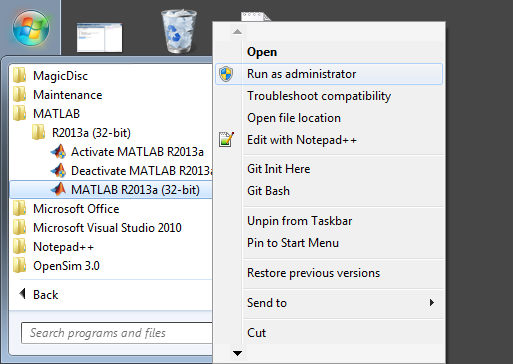 MagicDisc
Maintenance
MATLAB
R2013a (32-bit)
Activate MATLAB R2013a
Deactivate MATLAB R2013a
MATLAB R2013a (32-bit)
Microsoft Office
Microsoft Visual Studio 2010
Notepad++
OpenSim 3.0
Back
Search programs and files
Open
Run as administrator
Troubleshoot compatibility
Open file location
Edit with Notepad++
Git Init Here
Git Bash
Unpin from Taskbar
Pin to Start Menu
Restore previous versions
Send to
Cut